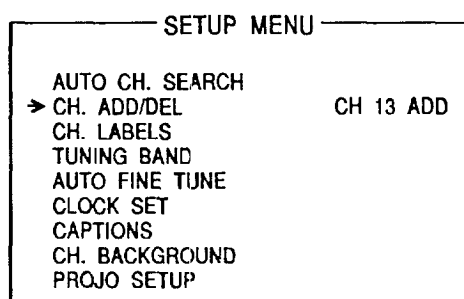 SETUP MENU
AUTO CH. SEARCH
→ CH. ADD/DEL CH 13 ADD
CH. LABELS
TUNING BAND
AUTO FINE TUNE
CLOCK SET
CAPTIONS
CH. BACKGROUND
PROJO SETUP